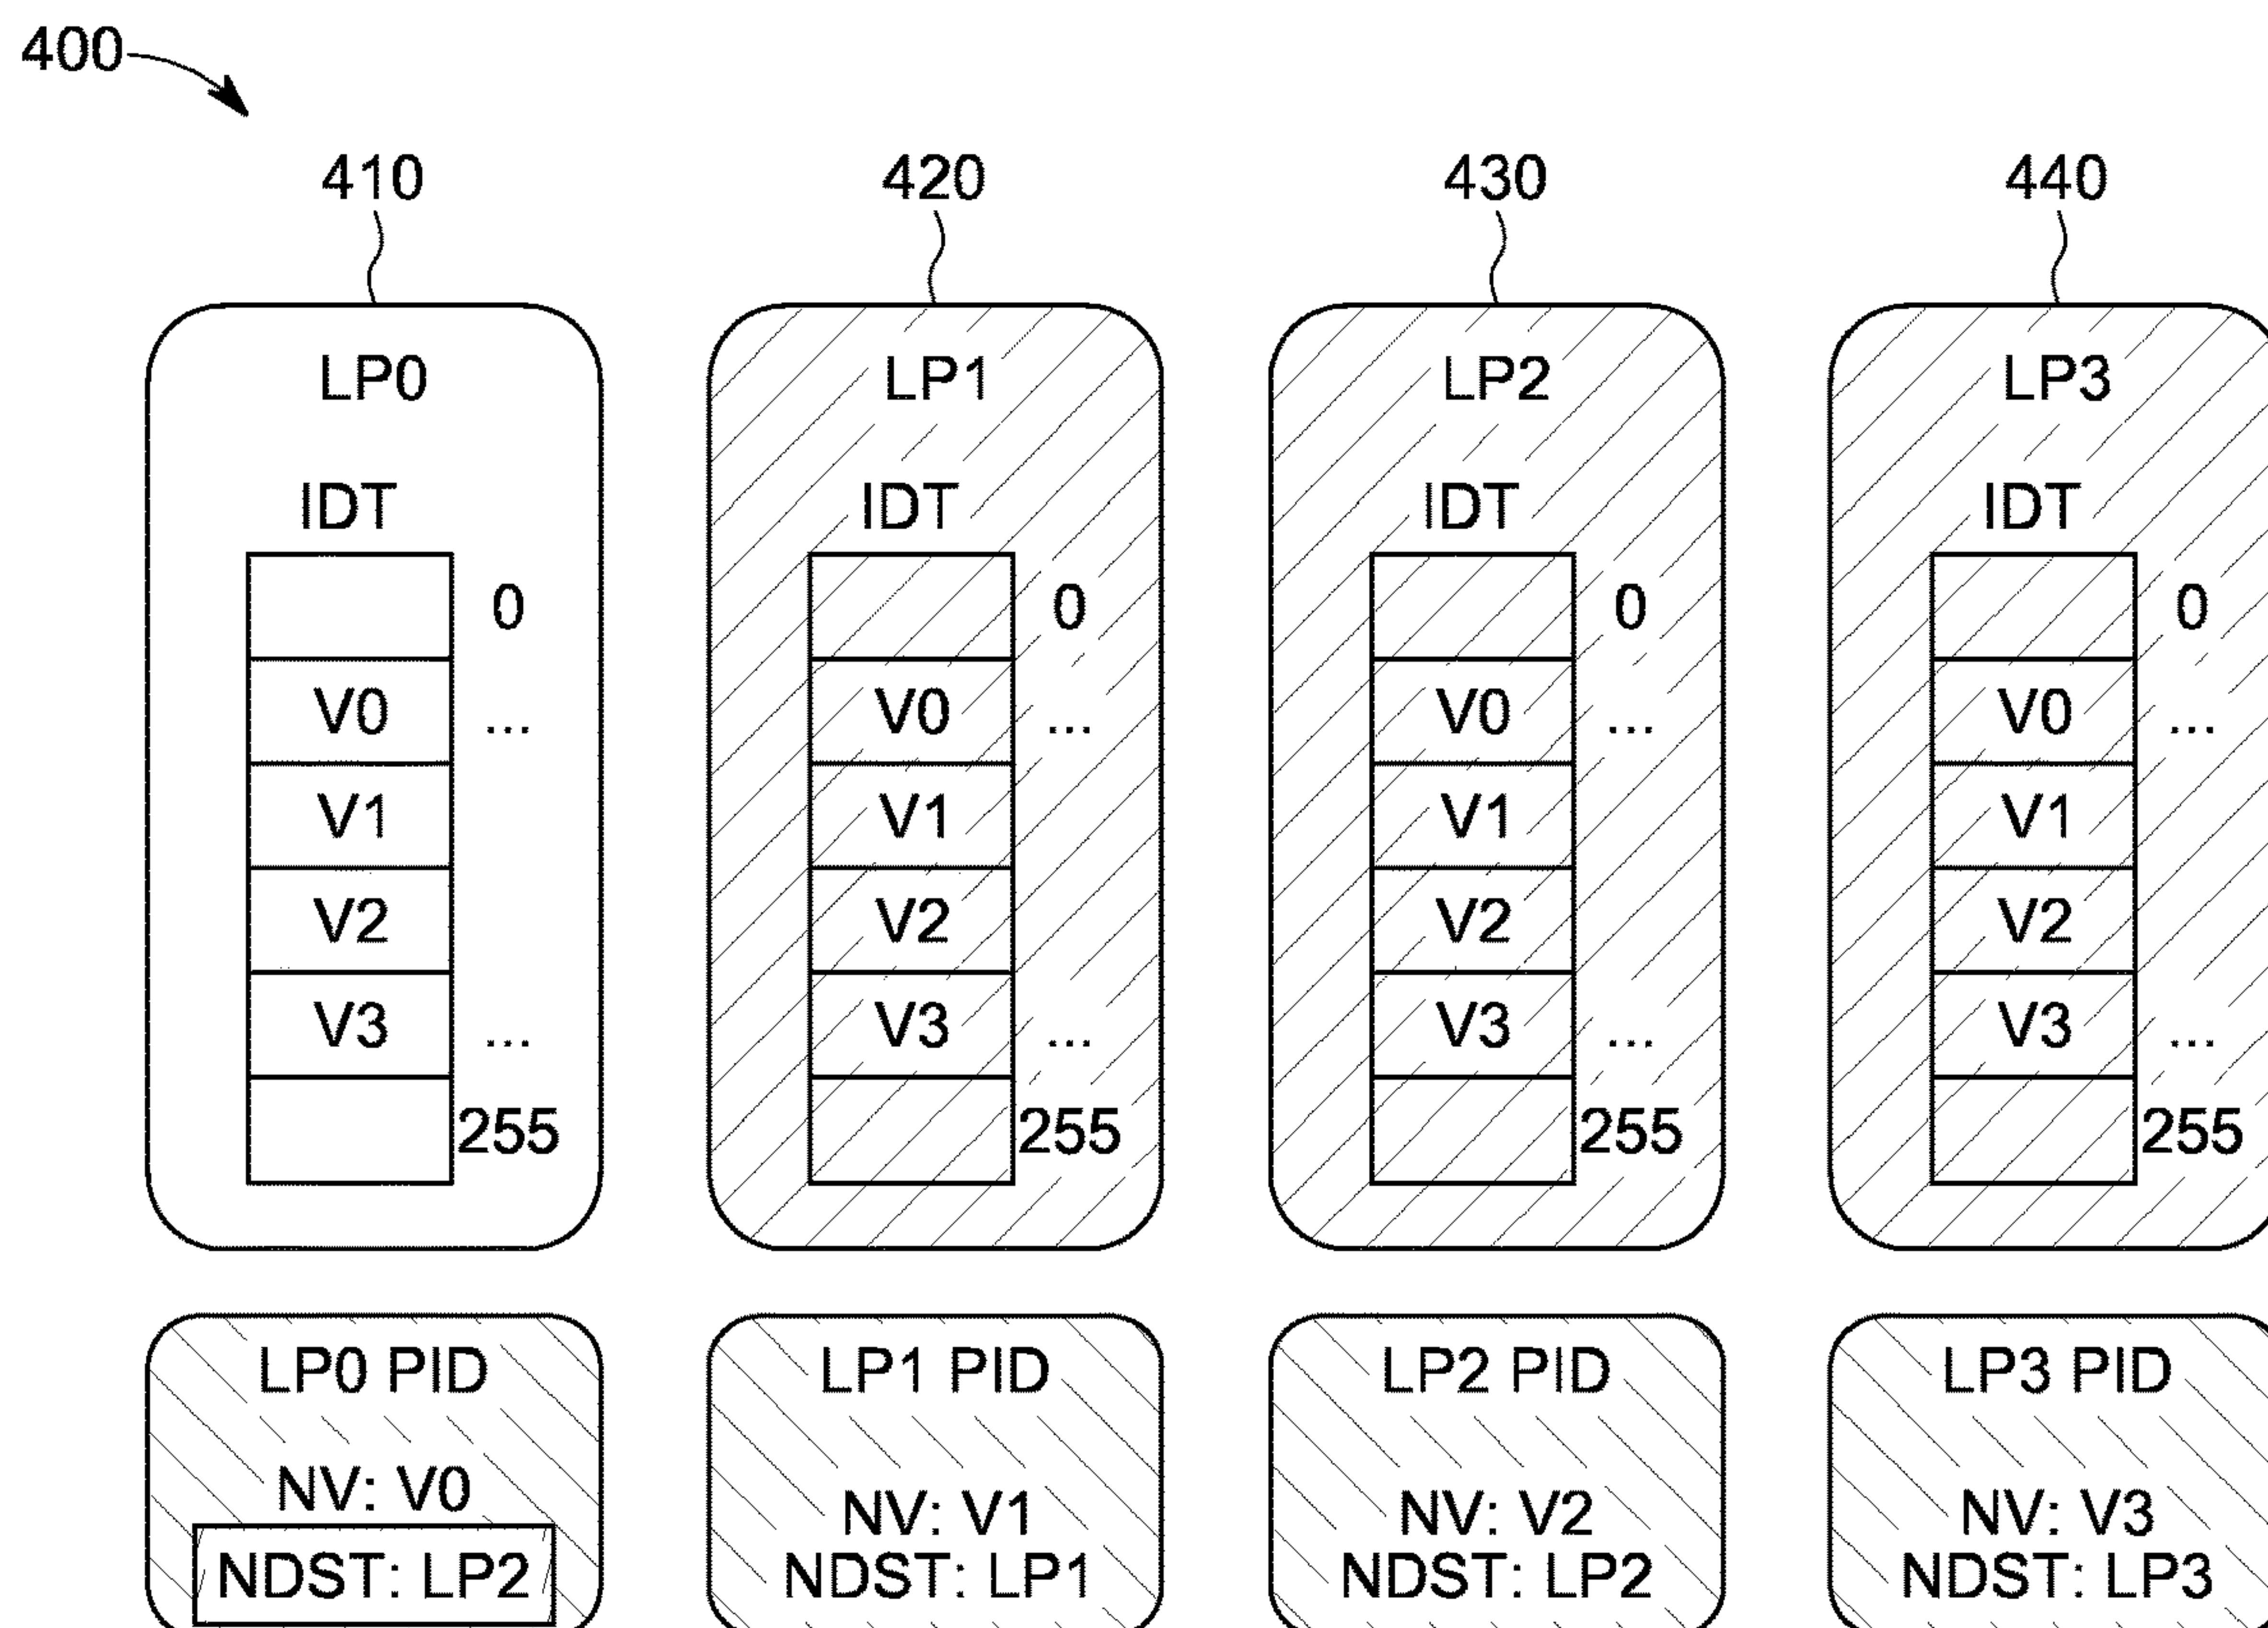 400
410 420 430 440
LP0 LP1 LP2 LP3
IDT IDT IDT IDT
0 0 0 0
V0 ... V0 ... V0 ... V0 ...
V1 V1 V1 V1
V2 V2 V2 V2
V3 ... V3 ... V3 ... V3 ...
255 255 255 255
LP0 PID LP1 PID LP2 PID LP3 PID
NV: V0 NV: V1 NV: V2 NV: V3
NDST: LP2 NDST: LP1 NDST: LP2 NDST: LP3